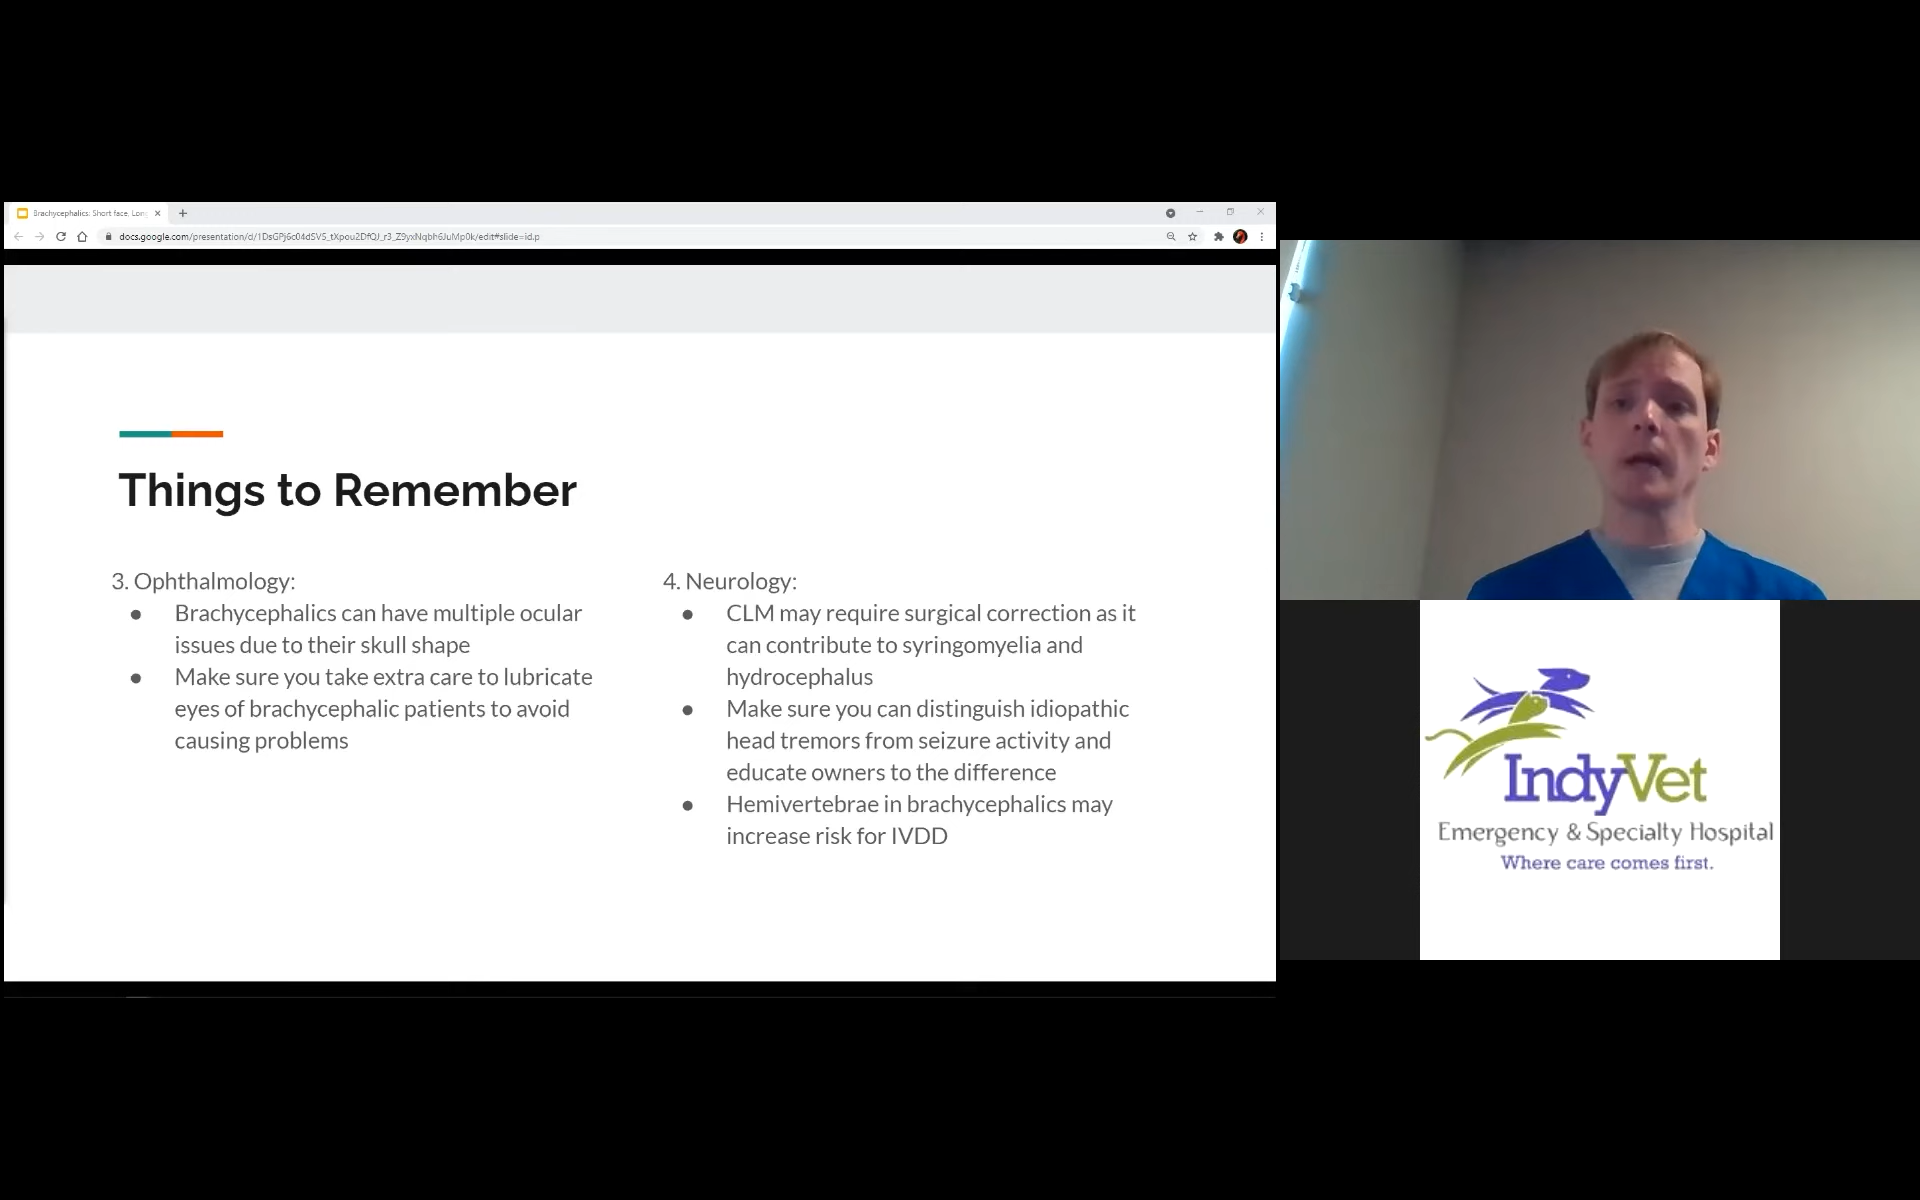 Brachycephalics: Short face, Lon
docs.google.com/presentation/d/1DsGPj6c04dSV5_tXpou2DfQJ_r3_Z9yxNqbh6JuMp0k/edit#slide=id.p
Things to Remember
3. Ophthalmology:
● Brachycephalics can have multiple ocular
issues due to their skull shape
● Make sure you take extra care to lubricate
eyes of brachycephalic patients to avoid
causing problems
4. Neurology:
● CLM may require surgical correction as it
can contribute to syringomyelia and
hydrocephalus
● Make sure you can distinguish idiopathic
head tremors from seizure activity and
educate owners to the difference
● Hemivertebrae in brachycephalics may
increase risk for IVDD
IndyVet
Emergency & Specialty Hospital
Where care comes first.